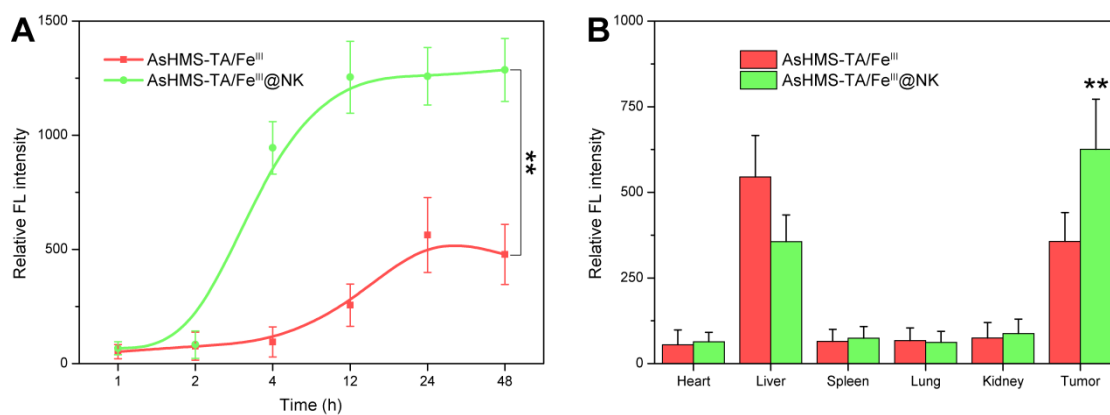 A
AsHMS-TA/Feᴵᴵᴵ
AsHMS-TA/Feᴵᴵᴵ@NK
Relative FL intensity
1500
1000
500
0
**
1 2 4 12 24 48
Time (h)
B
AsHMS-TA/Feᴵᴵᴵ
AsHMS-TA/Feᴵᴵᴵ@NK
Relative FL intensity
1000
750
500
250
0
**
Heart Liver Spleen Lung Kidney Tumor